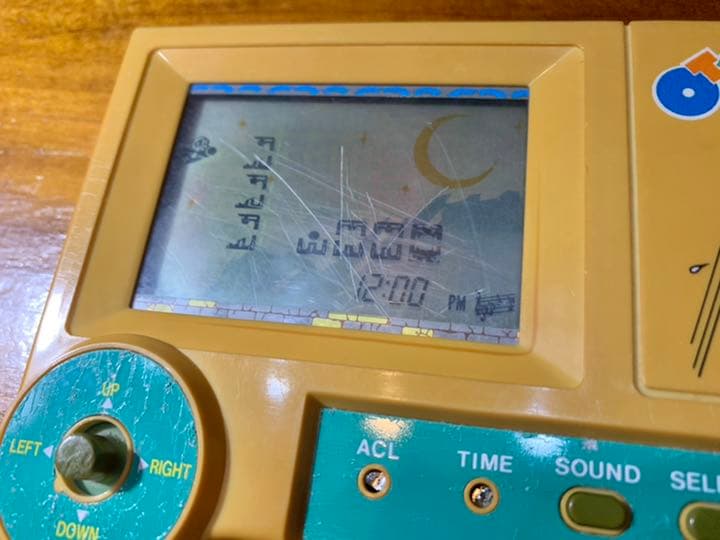 12:00 PM
UP
LEFT RIGHT
DOWN
ACL TIME SOUND